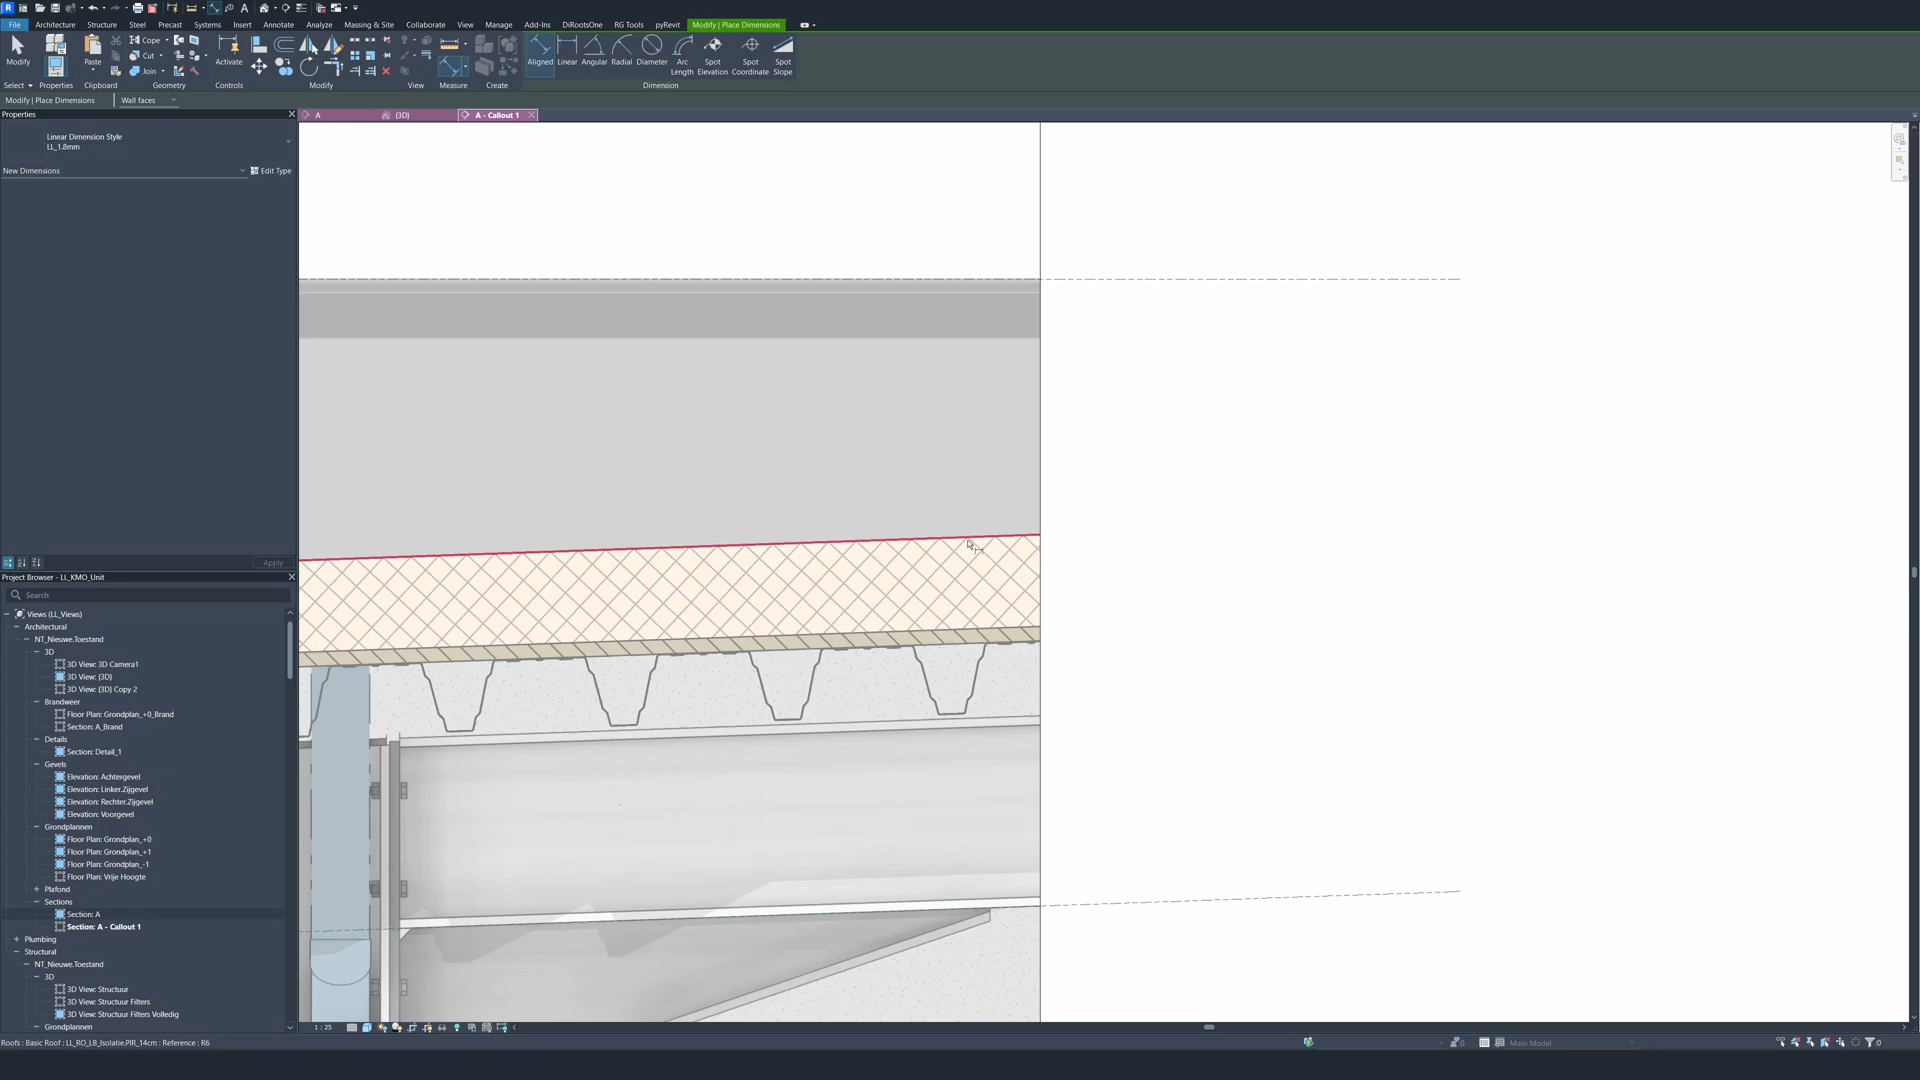 File
Architecture
Structure
Steel
Precast
Systems
Insert
Annotate
Analyze
Massing & Site
Collaborate
View
Manage
Add-Ins
DiRootsOne
RG Tools
pyRevit
Modify | Place Dimensions
Modify
Cope
Cut
Join
Paste
Activate
Aligned
Linear
Angular
Radial
Diameter
Arc Length
Spot Elevation
Spot Coordinate
Spot Slope
Select
Properties
Clipboard
Geometry
Controls
Modify
View
Measure
Create
Dimension
Modify | Place Dimensions
Wall faces
Properties
A
{3D}
A - Callout 1
Linear Dimension Style
LL_1.8mm
New Dimensions
Edit Type
Apply
Project Browser - LL_KMO_Unit
Search
Views (LL_Views)
Architectural
NT_Nieuwe.Toestand
3D
3D View: 3D Camera1
3D View: {3D}
3D View: {3D} Copy 2
Brandweer
Floor Plan: Grondplan_+0_Brand
Section: A_Brand
Details
Section: Detail_1
Gevels
Elevation: Achtergevel
Elevation: Linker.Zijgevel
Elevation: Rechter.Zijgevel
Elevation: Voorgevel
Grondplannen
Floor Plan: Grondplan_+0
Floor Plan: Grondplan_+1
Floor Plan: Grondplan_-1
Floor Plan: Vrije Hoogte
Plafond
Sections
Section: A
Section: A - Callout 1
Plumbing
Structural
NT_Nieuwe.Toestand
3D
3D View: Structuur
3D View: Structuur Filters
3D View: Structuur Filters Volledig
Grondplannen
1 : 25
Roofs : Basic Roof : LL_RO_LB_Isolatie.PIR_14cm : Reference : R6
:0
Main Model
:0